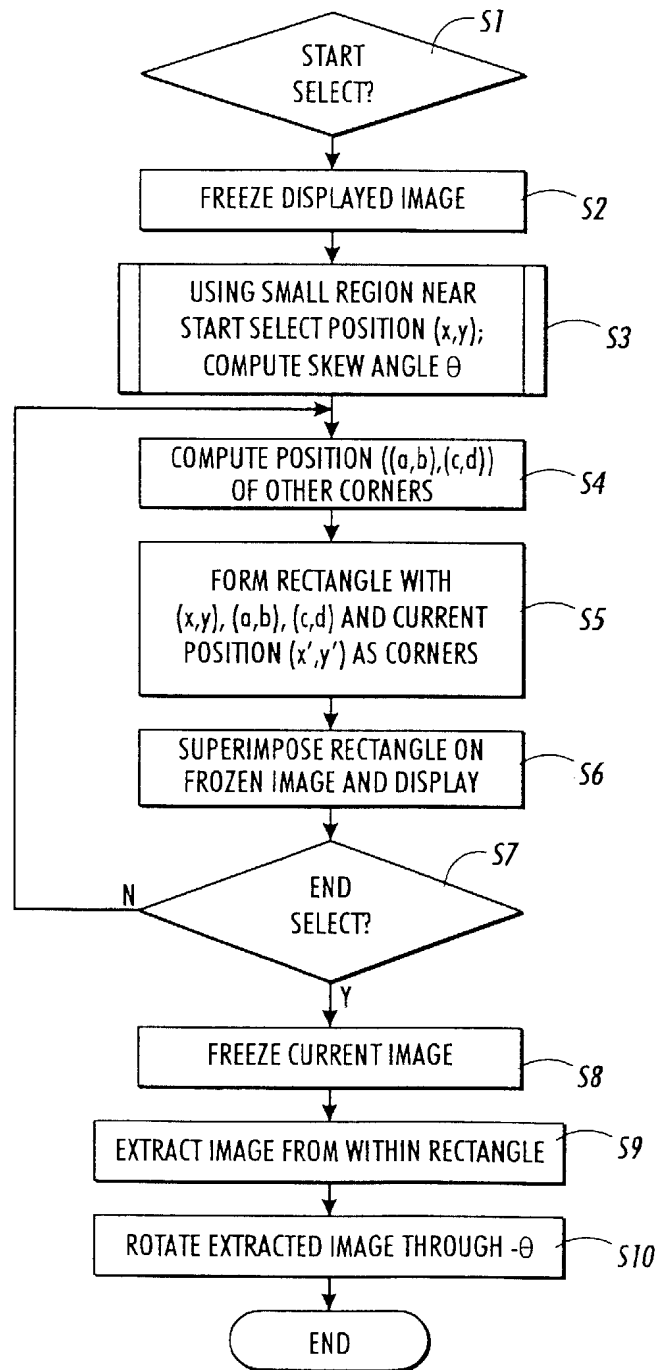 S1
START
SELECT?
FREEZE DISPLAYED IMAGE
S2
USING SMALL REGION NEAR
START SELECT POSITION (x,y);
COMPUTE SKEW ANGLE θ
S3
COMPUTE POSITION ((a,b),(c,d))
OF OTHER CORNERS
S4
FORM RECTANGLE WITH
(x,y), (a,b), (c,d) AND CURRENT
POSITION (x',y') AS CORNERS
S5
SUPERIMPOSE RECTANGLE ON
FROZEN IMAGE AND DISPLAY
S6
S7
N
END
SELECT?
Y
FREEZE CURRENT IMAGE
S8
EXTRACT IMAGE FROM WITHIN RECTANGLE
S9
ROTATE EXTRACTED IMAGE THROUGH -θ
S10
END